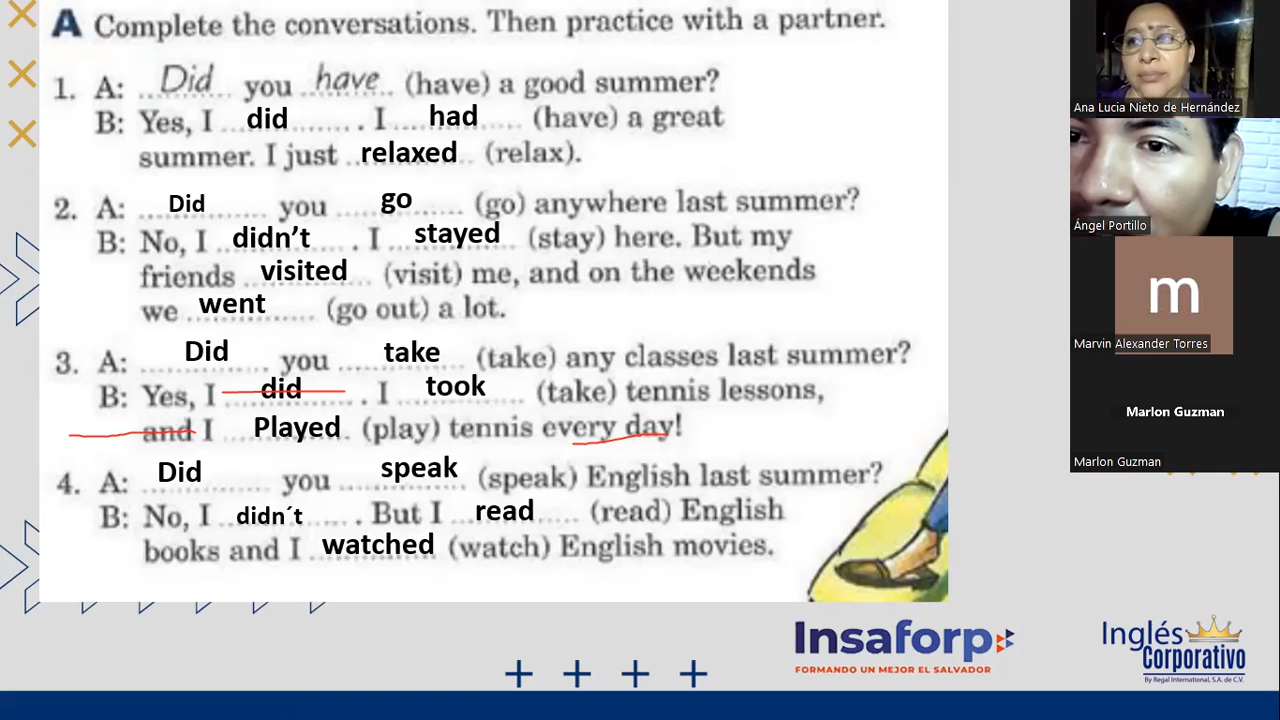 A Complete the conversations. Then practice with a partner.
1. A: Did you have (have) a good summer?
B: Yes, I did. I had (have) a great
summer. I just relaxed (relax).
2. A: Did you go (go) anywhere last summer?
B: No, I didn't. I stayed (stay) here. But my
friends visited (visit) me, and on the weekends
we went (go out) a lot.
3. A: Did you take (take) any classes last summer?
B: Yes, I did. I took (take) tennis lessons,
and I Played (play) tennis every day!
4. A: Did you speak (speak) English last summer?
B: No, I didn´t. But I read (read) English
books and I watched (watch) English movies.
Ana Lucia Nieto de Hernández
Ángel Portillo
m
Marvin Alexander Torres
Marlon Guzman
Marlon Guzman
Insaforp
FORMANDO UN MEJOR EL SALVADOR
Inglés
Corporativo
By Regal International, S.A. de C.V.